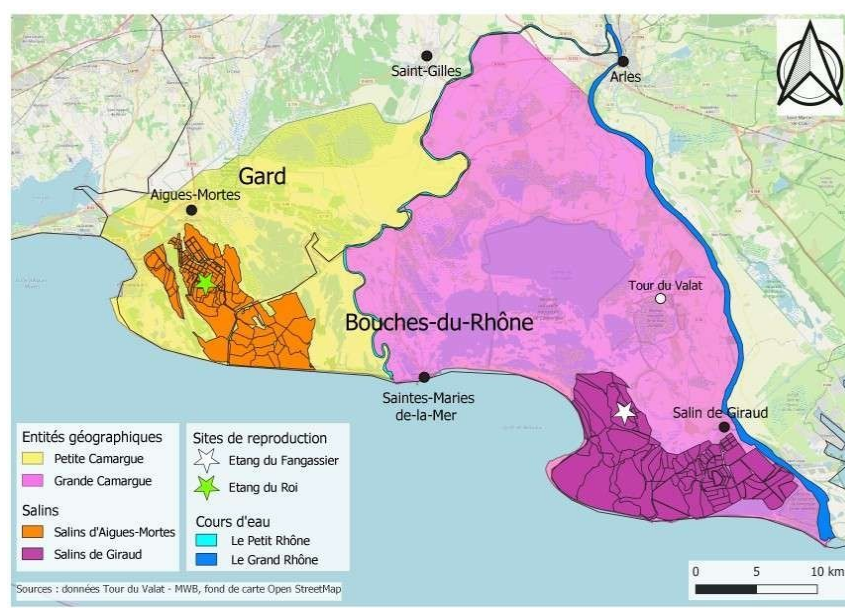 Saint-Gilles
Arles
Gard
Aigues-Mortes
Tour du Valat
Bouches-du-Rhône
Saintes-Maries
de-la-Mer
Salin de Giraud
Entités géographiques
Petite Camargue
Grande Camargue
Salins
Salins d'Aigues-Mortes
Salins de Giraud
Sites de reproduction
Etang du Fangassier
Etang du Roi
Cours d'eau
Le Petit Rhône
Le Grand Rhône
0 5 10 km
Sources : données Tour du Valat - MWB, fond de carte Open StreetMap